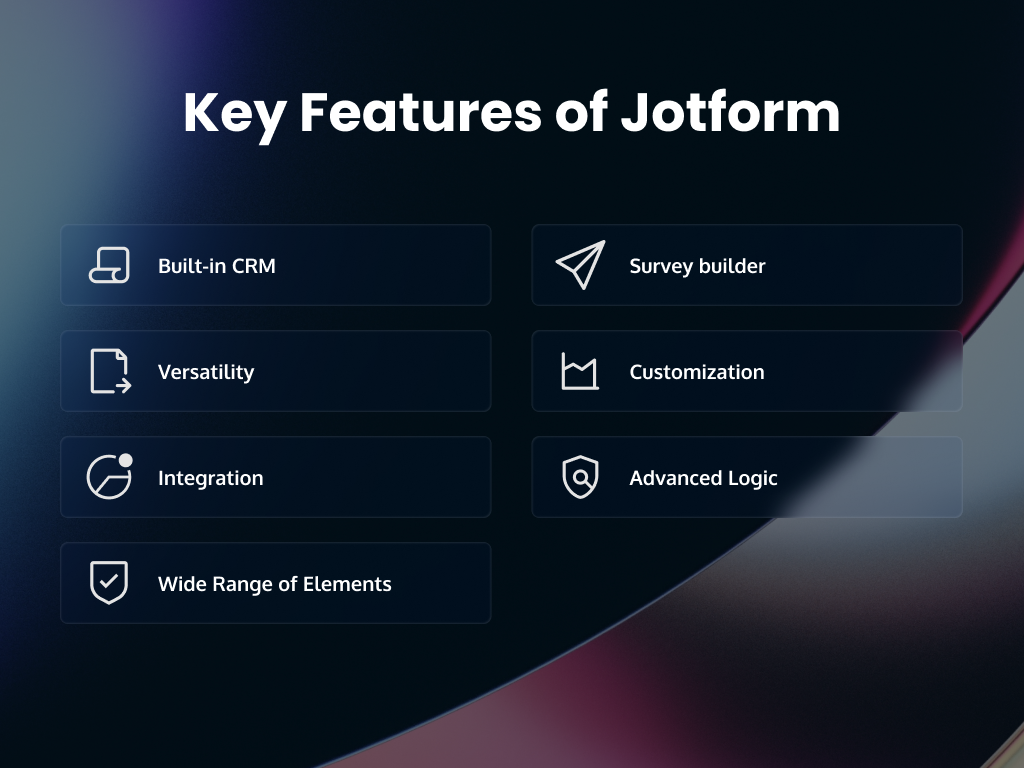 Key Features of Jotform
Built-in CRM
Survey builder
Versatility
Customization
Integration
Advanced Logic
Wide Range of Elements